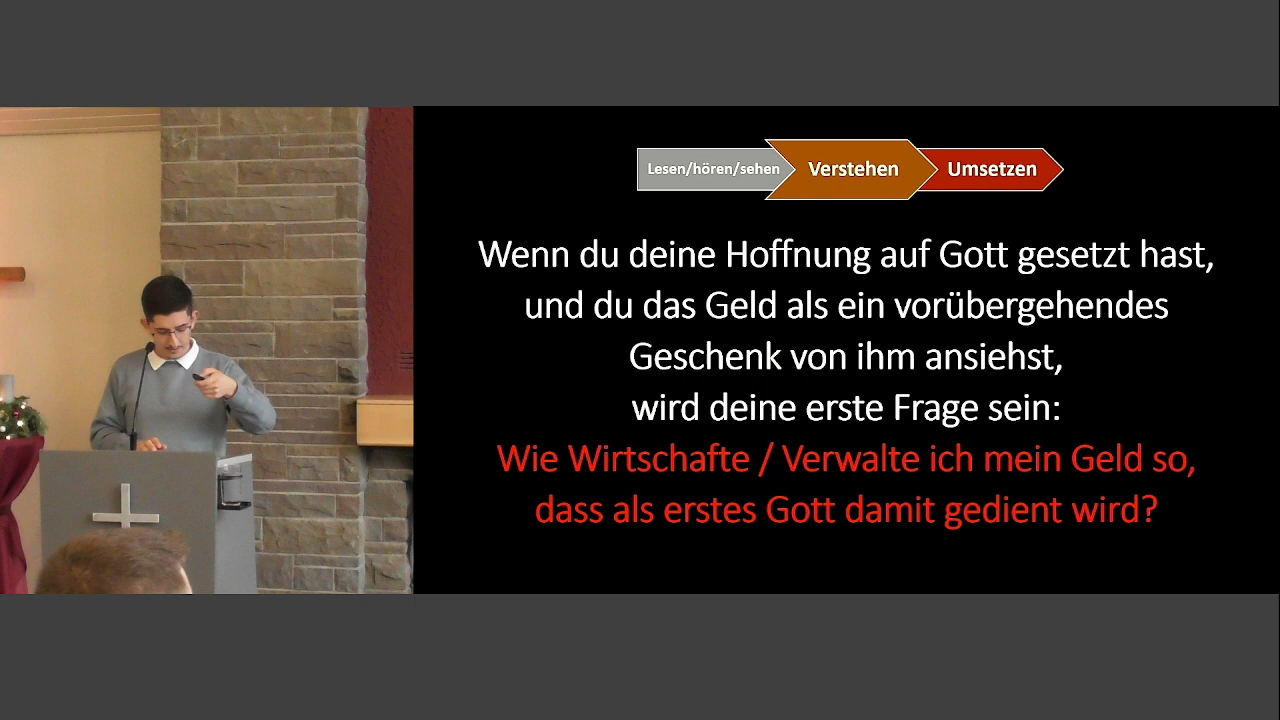 Lesen/hören/sehen
Verstehen
Umsetzen
Wenn du deine Hoffnung auf Gott gesetzt hast,
und du das Geld als ein vorübergehendes
Geschenk von ihm ansiehst,
wird deine erste Frage sein:
Wie Wirtschafte / Verwalte ich mein Geld so,
dass als erstes Gott damit gedient wird?